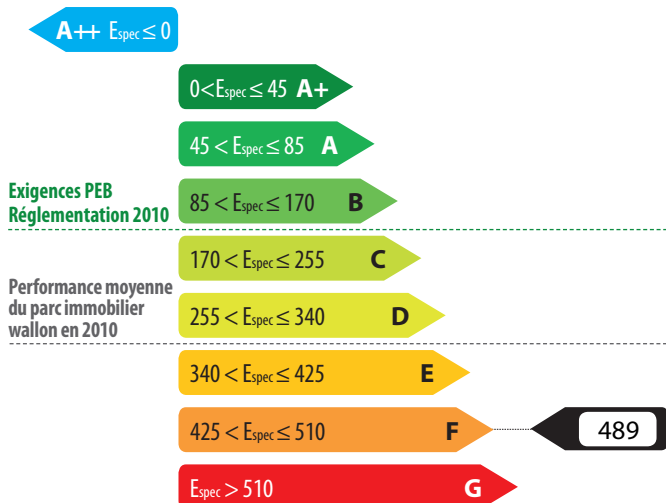 A++ Espec ≤ 0
0 < Espec ≤ 45 A+
45 < Espec ≤ 85 A
Exigences PEB
Réglementation 2010
85 < Espec ≤ 170 B
170 < Espec ≤ 255 C
Performance moyenne
du parc immobilier
wallon en 2010
255 < Espec ≤ 340 D
340 < Espec ≤ 425 E
425 < Espec ≤ 510 F 489
Espec > 510 G